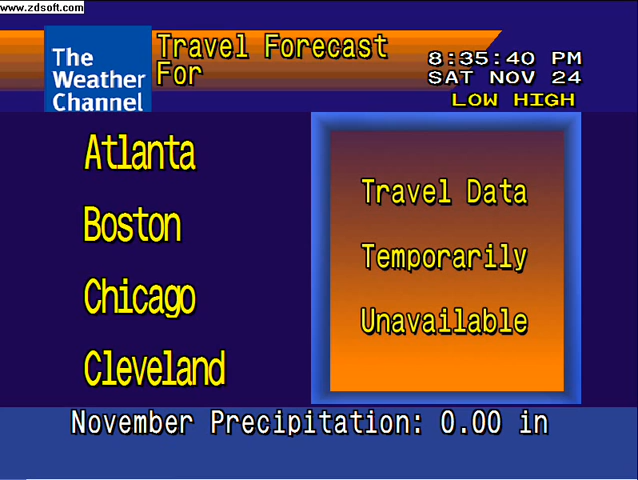 www.zdsoft.com
The
Weather
Channel
Travel Forecast
For
8:35:40 PM
SAT NOV 24
LOW HIGH
Atlanta
Boston
Chicago
Cleveland
Travel Data
Temporarily
Unavailable
November Precipitation: 0.00 in